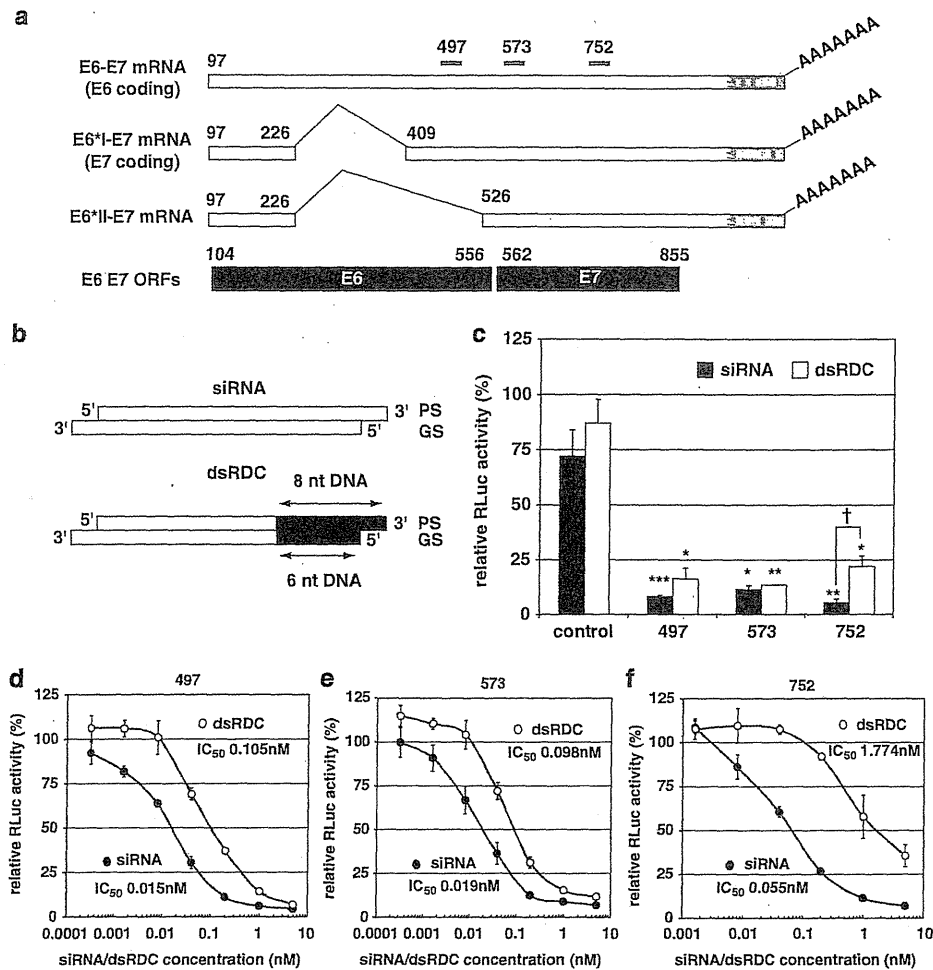 a
497 573 752
AAAAAAA
E6-E7 mRNA
(E6 coding)
97
AAAAAAA
E6*I-E7 mRNA
(E7 coding)
97 226 409
AAAAAAA
E6*II-E7 mRNA
97 226 526
E6 E7 ORFs
104 556 562 855
E6 E7
b
siRNA
5' 3' PS
3' 5' GS
dsRDC
8 nt DNA
5' 3' PS
3' 5' GS
6 nt DNA
c
relative RLuc activity (%)
125
100
75
50
25
0
siRNA dsRDC
*** * * ** ** † *
control 497 573 752
d
497
relative RLuc activity (%)
125
100
75
50
25
0
dsRDC
IC50 0.105nM
siRNA
IC50 0.015nM
0.0001 0.001 0.01 0.1 1 10
siRNA/dsRDC concentration (nM)
e
573
relative RLuc activity (%)
125
100
75
50
25
0
dsRDC
IC50 0.098nM
siRNA
IC50 0.019nM
0.0001 0.001 0.01 0.1 1 10
siRNA/dsRDC concentration (nM)
f
752
relative RLuc activity (%)
125
100
75
50
25
0
dsRDC
IC50 1.774nM
siRNA
IC50 0.055nM
0.001 0.01 0.1 1 10
siRNA/dsRDC concentration (nM)